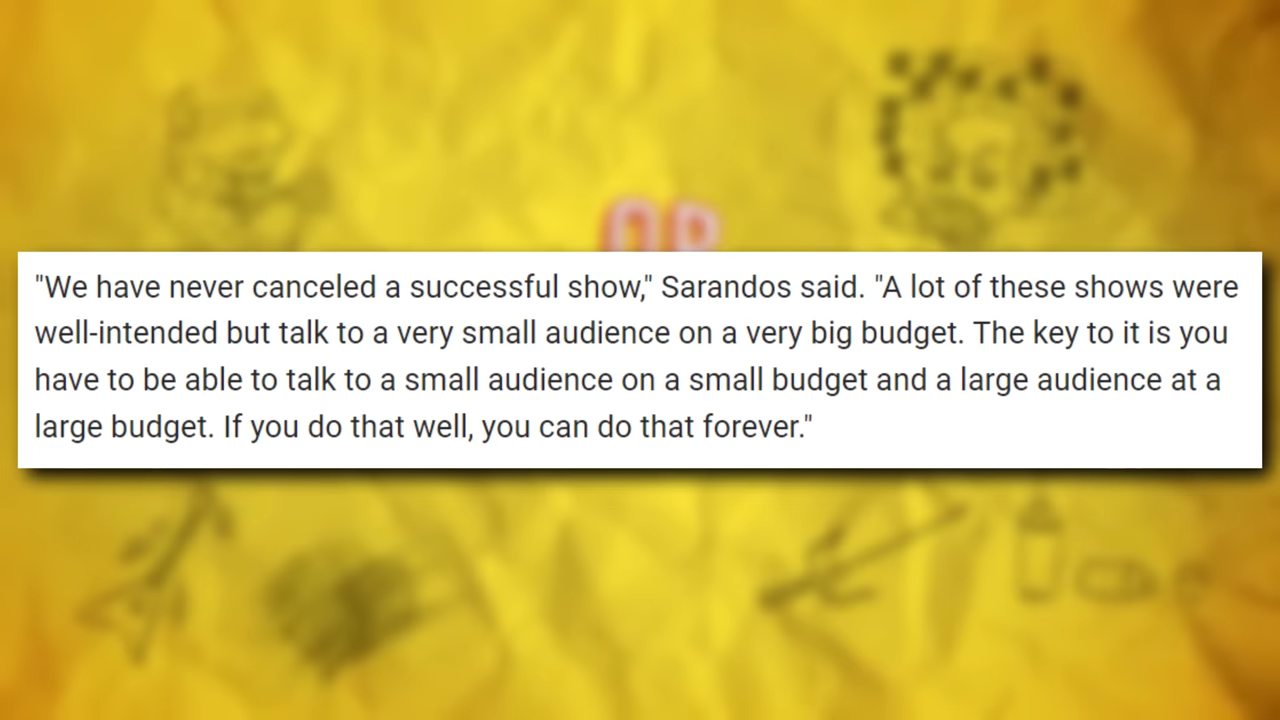 "We have never canceled a successful show," Sarandos said. "A lot of these shows were
well-intended but talk to a very small audience on a very big budget. The key to it is you
have to be able to talk to a small audience on a small budget and a large audience at a
large budget. If you do that well, you can do that forever."